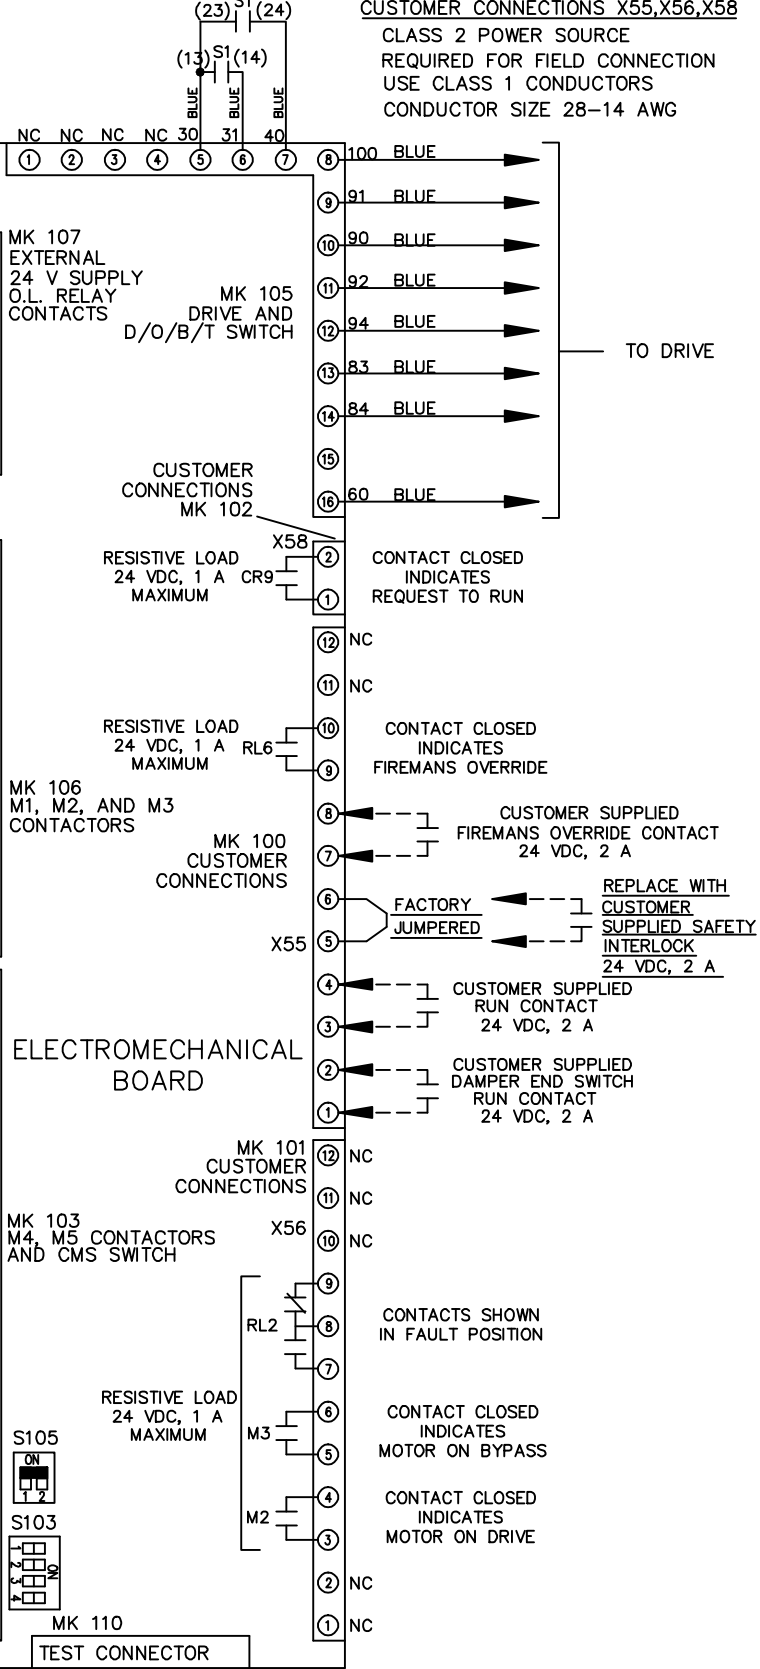 CUSTOMER CONNECTIONS X55,X56,X58
(23) S1 (24)
CLASS 2 POWER SOURCE
REQUIRED FOR FIELD CONNECTION
USE CLASS 1 CONDUCTORS
CONDUCTOR SIZE 28-14 AWG
(13) S1 (14)
BLUE BLUE BLUE
NC NC NC NC 30 31 40
1 2 3 4 5 6 7 8 100 BLUE
9 91 BLUE
10 90 BLUE
11 92 BLUE
12 94 BLUE
13 83 BLUE
14 84 BLUE
15
16 60 BLUE
TO DRIVE
MK 107
EXTERNAL
24 V SUPPLY
O.L. RELAY
CONTACTS
MK 105
DRIVE AND
D/O/B/T SWITCH
CUSTOMER
CONNECTIONS
MK 102
X58
2
1
RESISTIVE LOAD
24 VDC, 1 A
MAXIMUM
CR9
CONTACT CLOSED
INDICATES
REQUEST TO RUN
12 NC
11 NC
10
9
RESISTIVE LOAD
24 VDC, 1 A
MAXIMUM
RL6
CONTACT CLOSED
INDICATES
FIREMANS OVERRIDE
MK 106
M1, M2, AND M3
CONTACTORS
8
7
CUSTOMER SUPPLIED
FIREMANS OVERRIDE CONTACT
24 VDC, 2 A
MK 100
CUSTOMER
CONNECTIONS
6
5
FACTORY
JUMPERED
REPLACE WITH
CUSTOMER
SUPPLIED SAFETY
INTERLOCK
24 VDC, 2 A
X55
4
3
CUSTOMER SUPPLIED
RUN CONTACT
24 VDC, 2 A
ELECTROMECHANICAL
BOARD
2
1
CUSTOMER SUPPLIED
DAMPER END SWITCH
RUN CONTACT
24 VDC, 2 A
MK 101
CUSTOMER
CONNECTIONS
12 NC
11 NC
10 NC
X56
MK 103
M4, M5 CONTACTORS
AND CMS SWITCH
9
8
7
RL2
CONTACTS SHOWN
IN FAULT POSITION
RESISTIVE LOAD
24 VDC, 1 A
MAXIMUM
6
5
M3
CONTACT CLOSED
INDICATES
MOTOR ON BYPASS
S105
ON
1 2
4
3
M2
CONTACT CLOSED
INDICATES
MOTOR ON DRIVE
S103
1
2
3
4
ON
2 NC
1 NC
MK 110
TEST CONNECTOR